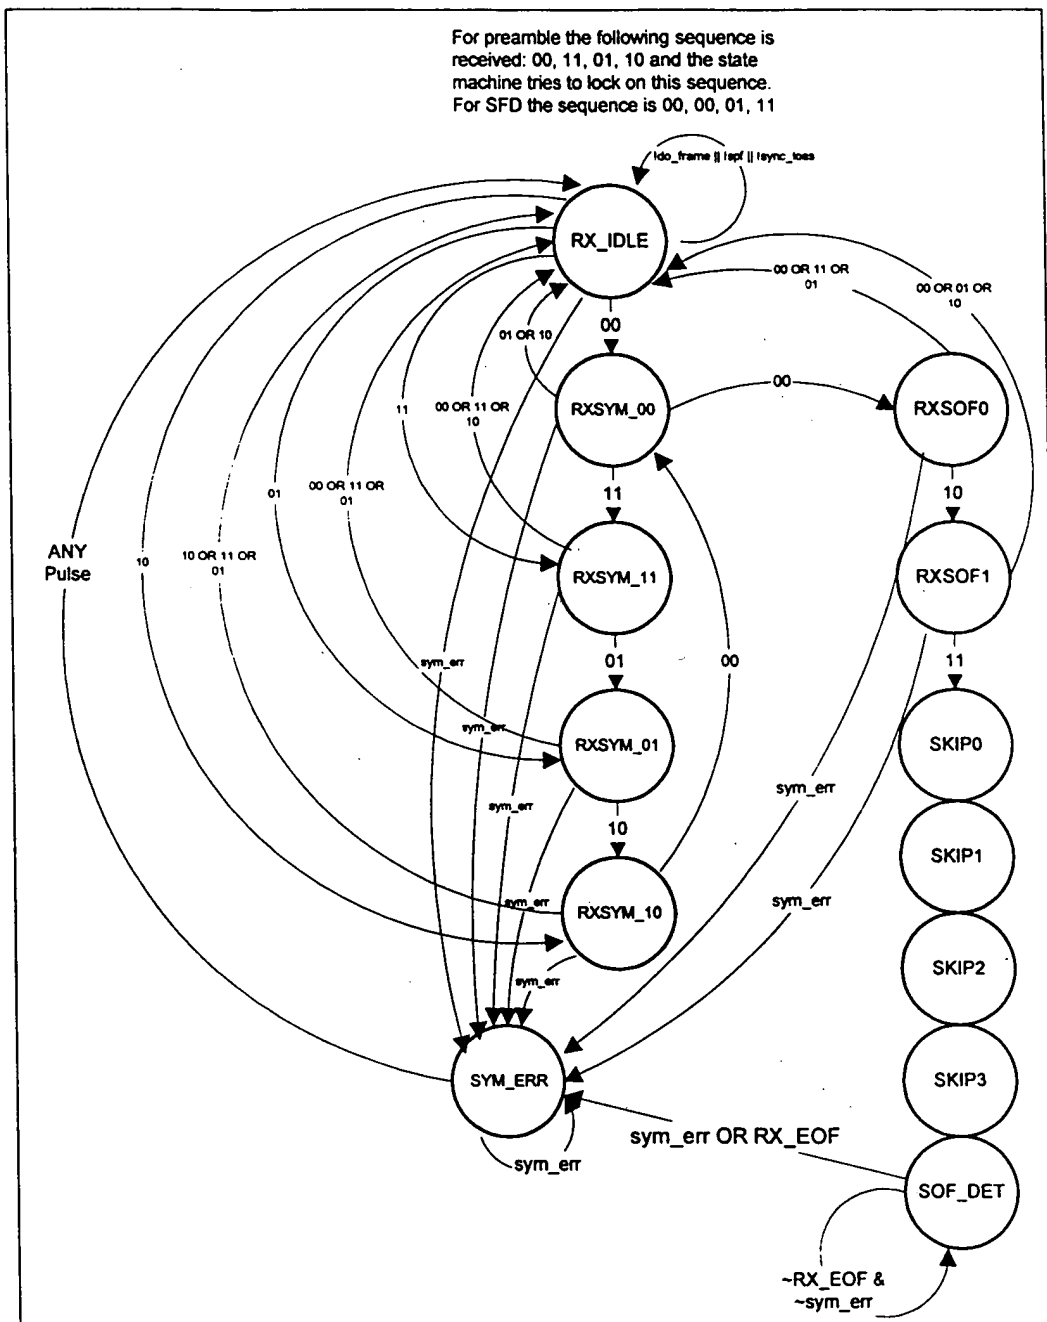 For preamble the following sequence is
received: 00, 11, 01, 10 and the state
machine tries to lock on this sequence.
For SFD the sequence is 00, 00, 01, 11
!do_frame || !spf || !sync_toss
RX_IDLE
00 OR 11 OR
01
00 OR 01 OR
10
00
01 OR 10
00
RXSYM_00
RXSOF0
11
00 OR 11 OR
10
11
10
00 OR 11 OR
01
01
ANY
Pulse
10
10 OR 11 OR
01
RXSYM_11
RXSOF1
01
00
11
sym_err
sym_err
RXSYM_01
SKIP0
sym_err
sym_err
10
SKIP1
sym_err
sym_err
RXSYM_10
SKIP2
sym_err
SYM_ERR
SKIP3
sym_err OR RX_EOF
sym_err
SOF_DET
~RX_EOF &
~sym_err